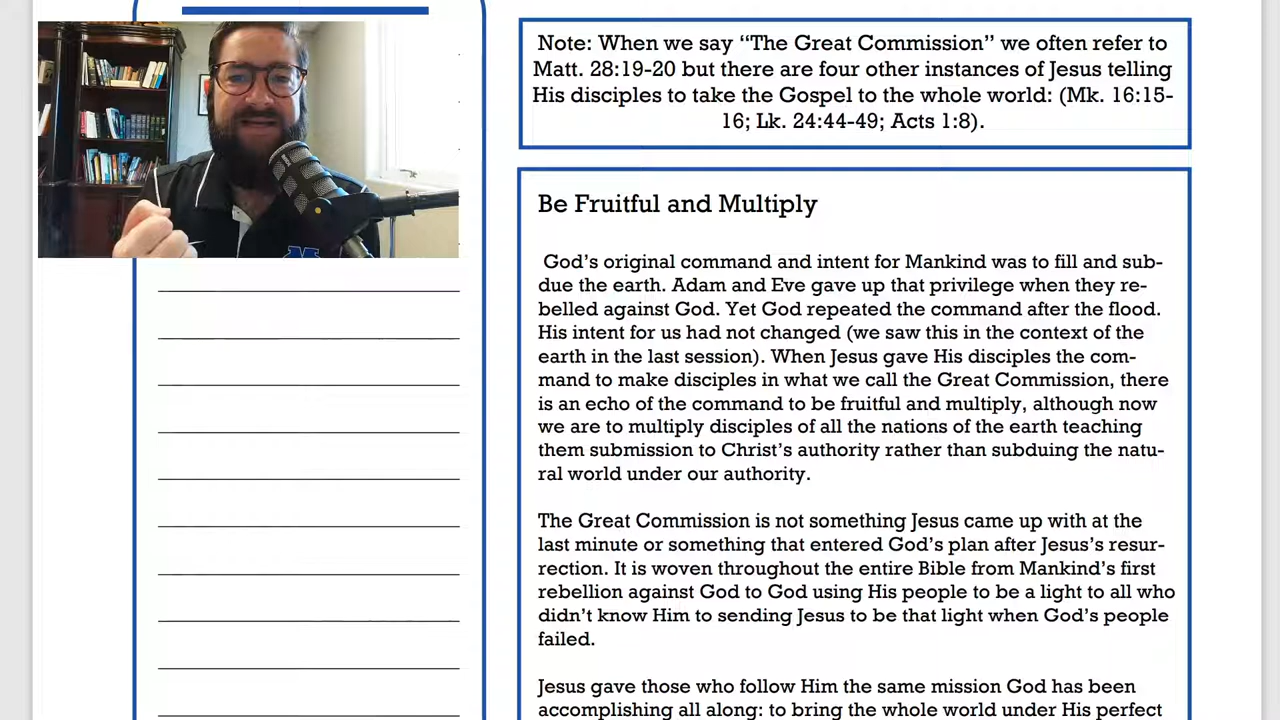 Note: When we say “The Great Commission” we often refer to
Matt. 28:19-20 but there are four other instances of Jesus telling
His disciples to take the Gospel to the whole world: (Mk. 16:15-
16; Lk. 24:44-49; Acts 1:8).
Be Fruitful and Multiply
God’s original command and intent for Mankind was to fill and sub-
due the earth. Adam and Eve gave up that privilege when they re-
belled against God. Yet God repeated the command after the flood.
His intent for us had not changed (we saw this in the context of the
earth in the last session). When Jesus gave His disciples the com-
mand to make disciples in what we call the Great Commission, there
is an echo of the command to be fruitful and multiply, although now
we are to multiply disciples of all the nations of the earth teaching
them submission to Christ’s authority rather than subduing the natu-
ral world under our authority.
The Great Commission is not something Jesus came up with at the
last minute or something that entered God’s plan after Jesus’s resur-
rection. It is woven throughout the entire Bible from Mankind’s first
rebellion against God to God using His people to be a light to all who
didn’t know Him to sending Jesus to be that light when God’s people
failed.
Jesus gave those who follow Him the same mission God has been
accomplishing all along: to bring the whole world under His perfect